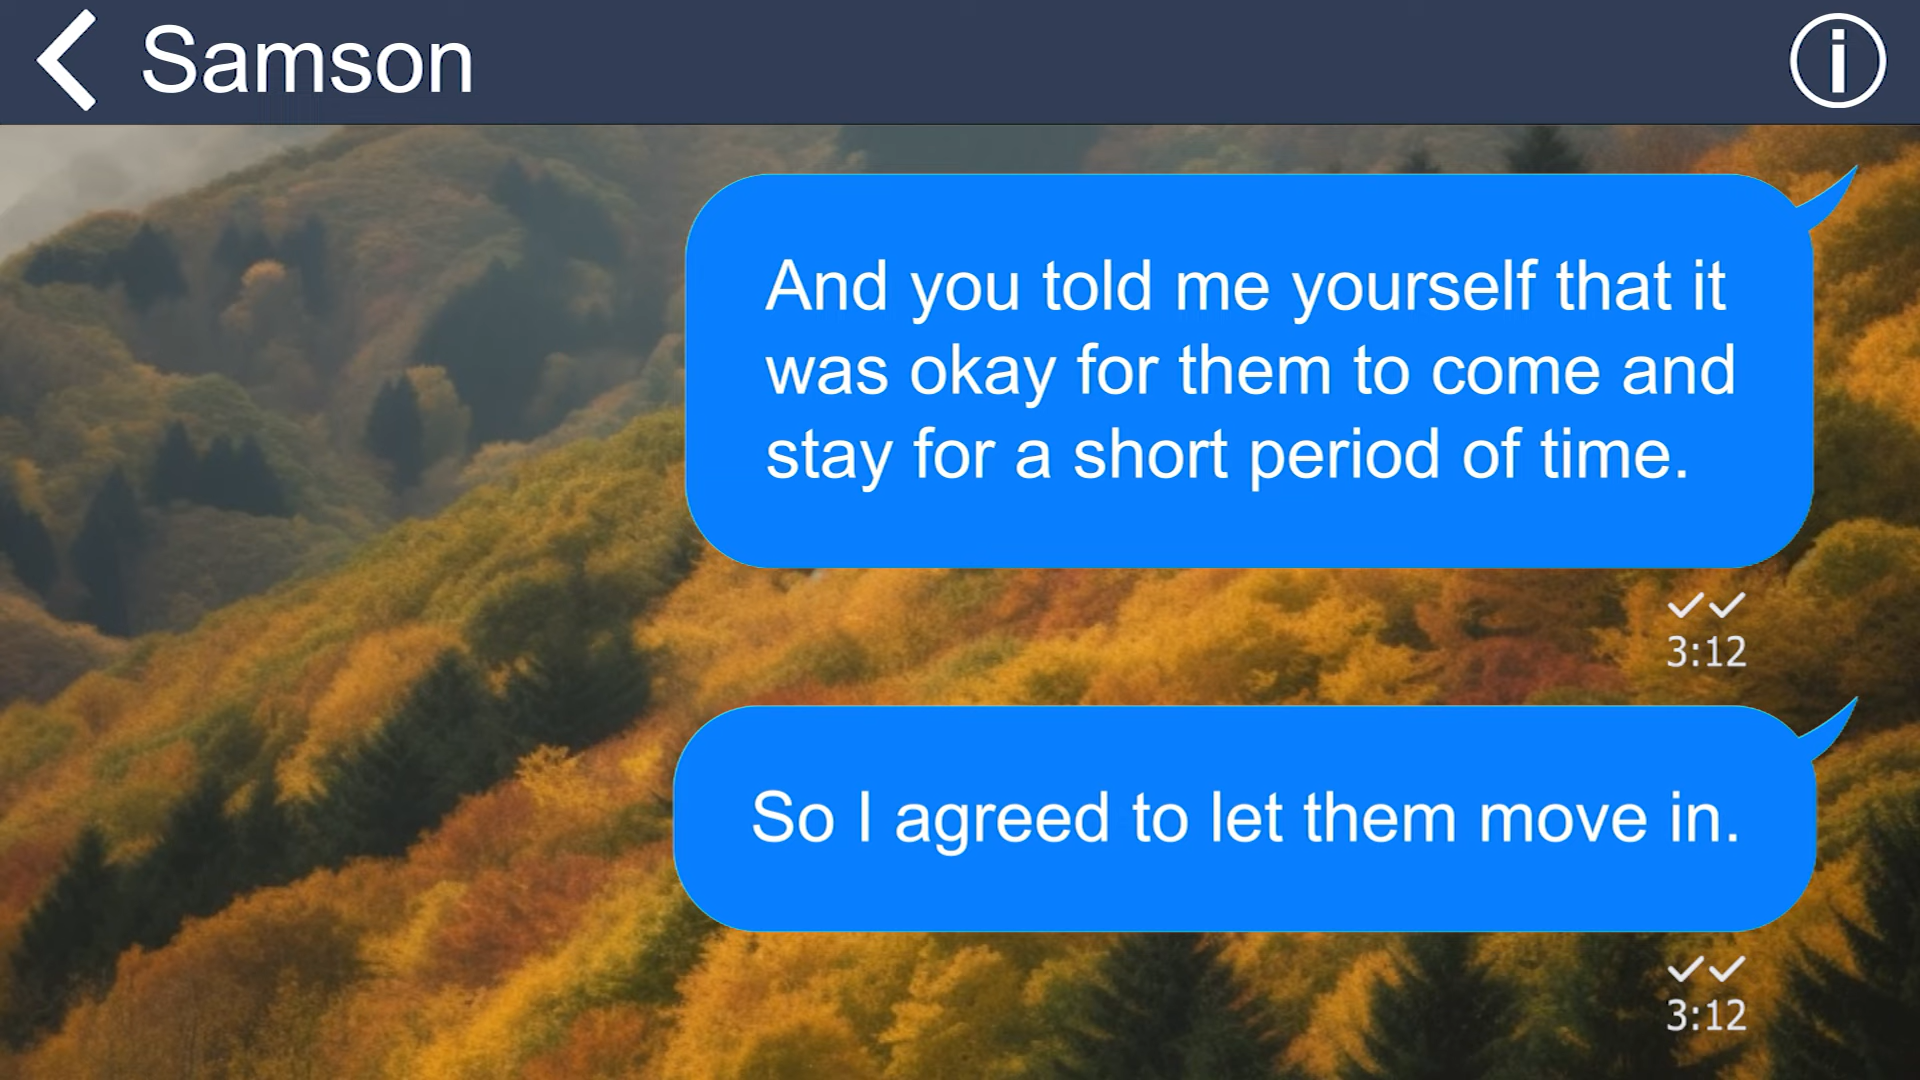 Samson
And you told me yourself that it
was okay for them to come and
stay for a short period of time.
3:12
So I agreed to let them move in.
3:12